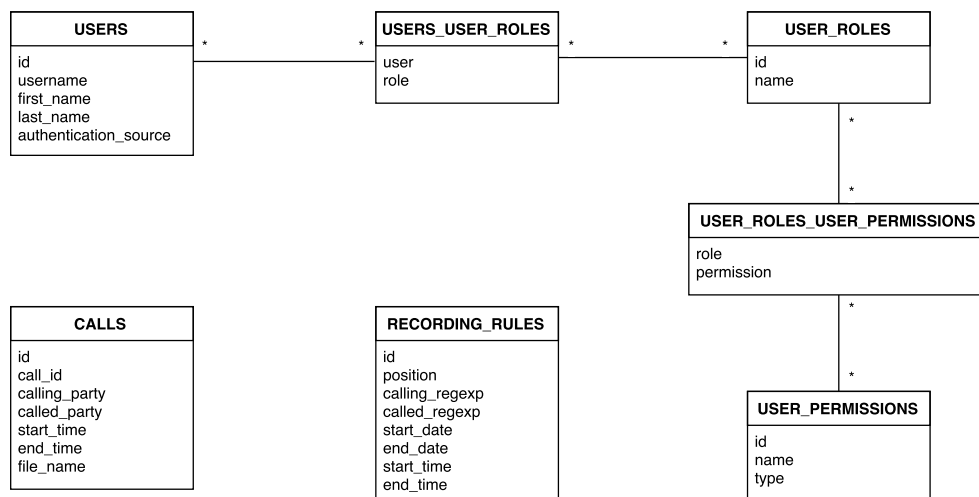 USERS
id
username
first_name
last_name
authentication_source
*
*
USERS_USER_ROLES
user
role
*
*
USER_ROLES
id
name
*
*
USER_ROLES_USER_PERMISSIONS
role
permission
*
*
CALLS
id
call_id
calling_party
called_party
start_time
end_time
file_name
RECORDING_RULES
id
position
calling_regexp
called_regexp
start_date
end_date
start_time
end_time
USER_PERMISSIONS
id
name
type